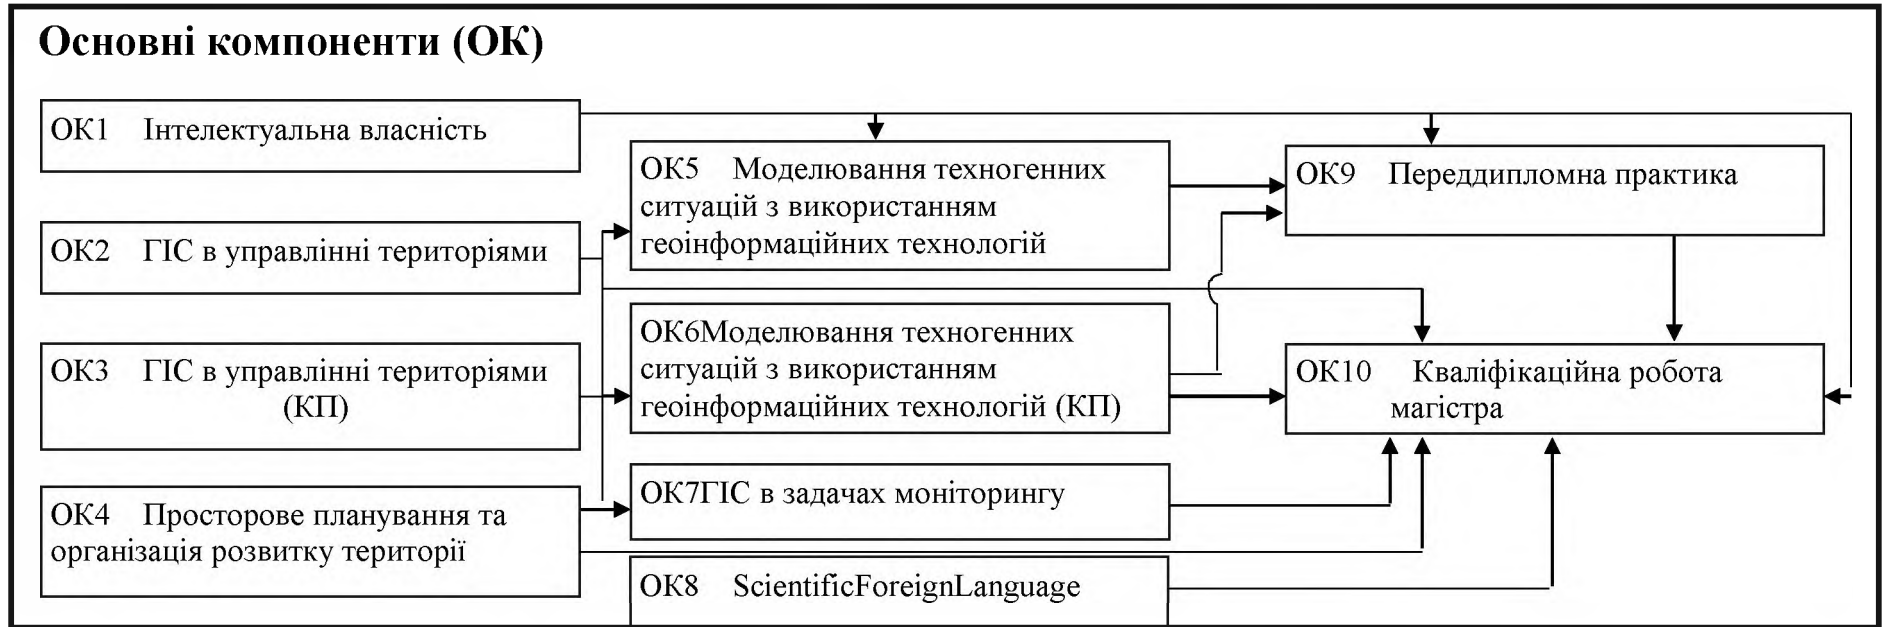 Основні компоненти (ОК)
ОК1 Інтелектуальна власність
ОК2 ГІС в управлінні територіями
ОК3 ГІС в управлінні територіями
(КП)
ОК4 Просторове планування та
організація розвитку території
ОК5 Моделювання техногенних
ситуацій з використанням
геоінформаційних технологій
ОК6Моделювання техногенних
ситуацій з використанням
геоінформаційних технологій (КП)
ОК7ГІС в задачах моніторингу
ОК8 ScientificForeignLanguage
ОК9 Переддипломна практика
ОК10 Кваліфікаційна робота
магістра